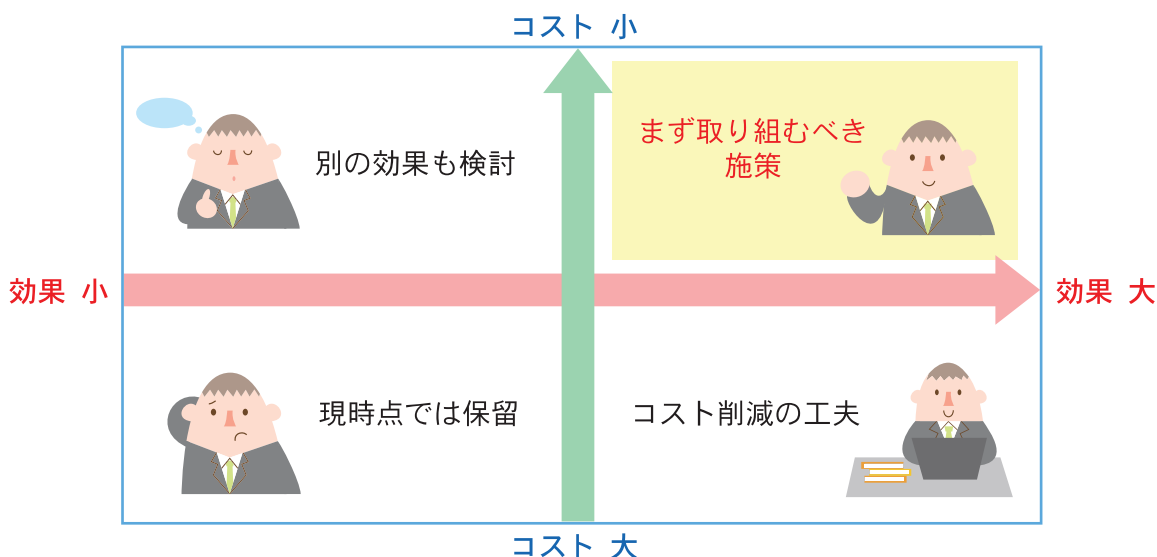 コスト 小
まず取り組むべき
施策
別の効果も検討
効果 小
効果 大
現時点では保留
コスト削減の工夫
コスト 大